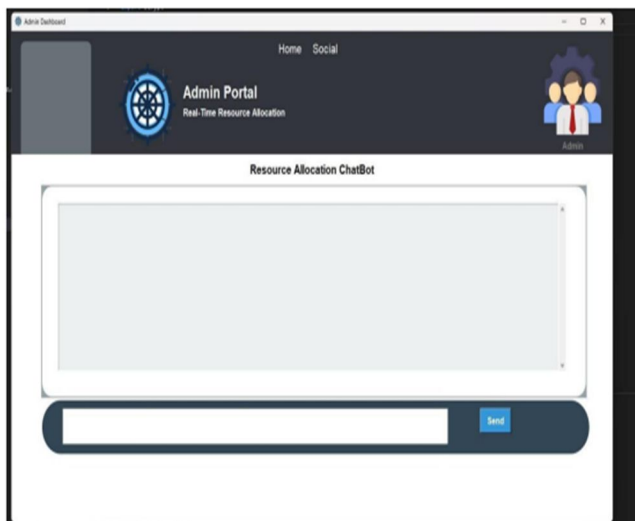 Admin Dashboard
Home Social
Admin Portal
Real-Time Resource Allocation
Admin
Resource Allocation ChatBot
Send